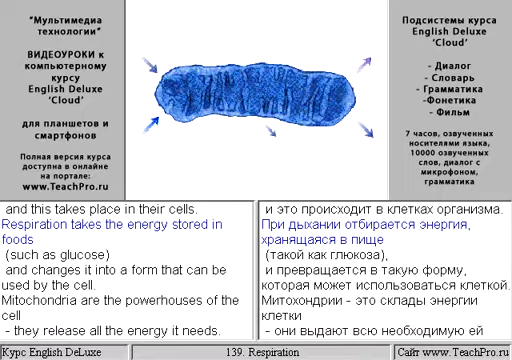 "Мультимедиа
технологии"
ВИДЕОУРОКИ к
компьютерному
курсу
English Deluxe
'Cloud'
для планшетов и
смартфонов
Полная версия курса
доступна в онлайне
на портале:
www.TeachPro.ru
Подсистемы курса
English Deluxe
'Cloud'
- Диалог
- Словарь
- Грамматика
-Фонетика
- Фильм
7 часов, озвученных
носителями языка,
10000 озвученных
слов, диалог с
микрофоном,
грамматика
and this takes place in their cells.
Respiration takes the energy stored in
foods
(such as glucose)
and changes it into a form that can be
used by the cell.
Mitochondria are the powerhouses of the
cell
- they release all the energy it needs.
и это происходит в клетках организма.
При дыхании отбирается энергия,
хранящаяся в пище
(такой как глюкоза),
и превращается в такую форму,
которая может использоваться клеткой.
Митохондрии - это склады энергии
клетки
- они выдают всю необходимую ей
Курс English DeLuxe
139. Respiration
Сайт www.TeachPro.ru